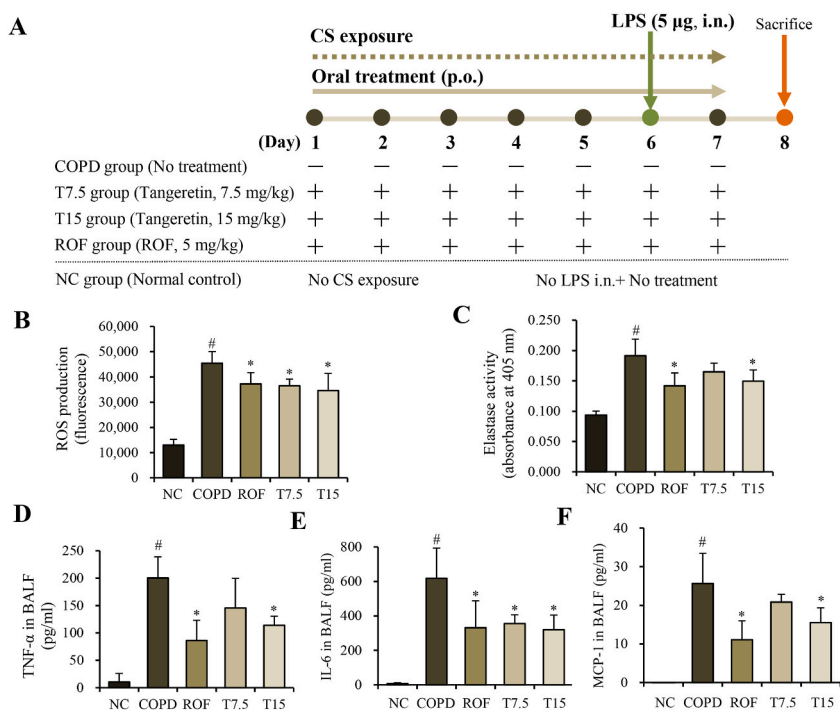 A
LPS (5 µg, i.n.)
Sacrifice
CS exposure
Oral treatment (p.o.)
(Day) 1 2 3 4 5 6 7 8
COPD group (No treatment) — — — — — — —
T7.5 group (Tangeretin, 7.5 mg/kg) + + + + + + +
T15 group (Tangeretin, 15 mg/kg) + + + + + + +
ROF group (ROF, 5 mg/kg) + + + + + + +
NC group (Normal control) No CS exposure No LPS i.n.+ No treatment
B
ROS production
(fluorescence)
60,000
50,000
40,000
30,000
20,000
10,000
0
# * * *
NC COPD ROF T7.5 T15
C
Elastase activity
(absorbance at 405 nm)
0.250
0.200
0.150
0.100
0.050
0.000
# * *
NC COPD ROF T7.5 T15
D
TNF-α in BALF
(pg/ml)
250
200
150
100
50
0
# * *
NC COPD ROF T7.5 T15
E
IL-6 in BALF (pg/ml)
800
600
400
200
0
# * * *
NC COPD ROF T7.5 T15
F
MCP-1 in BALF (pg/ml)
40
30
20
10
0
# * *
NC COPD ROF T7.5 T15